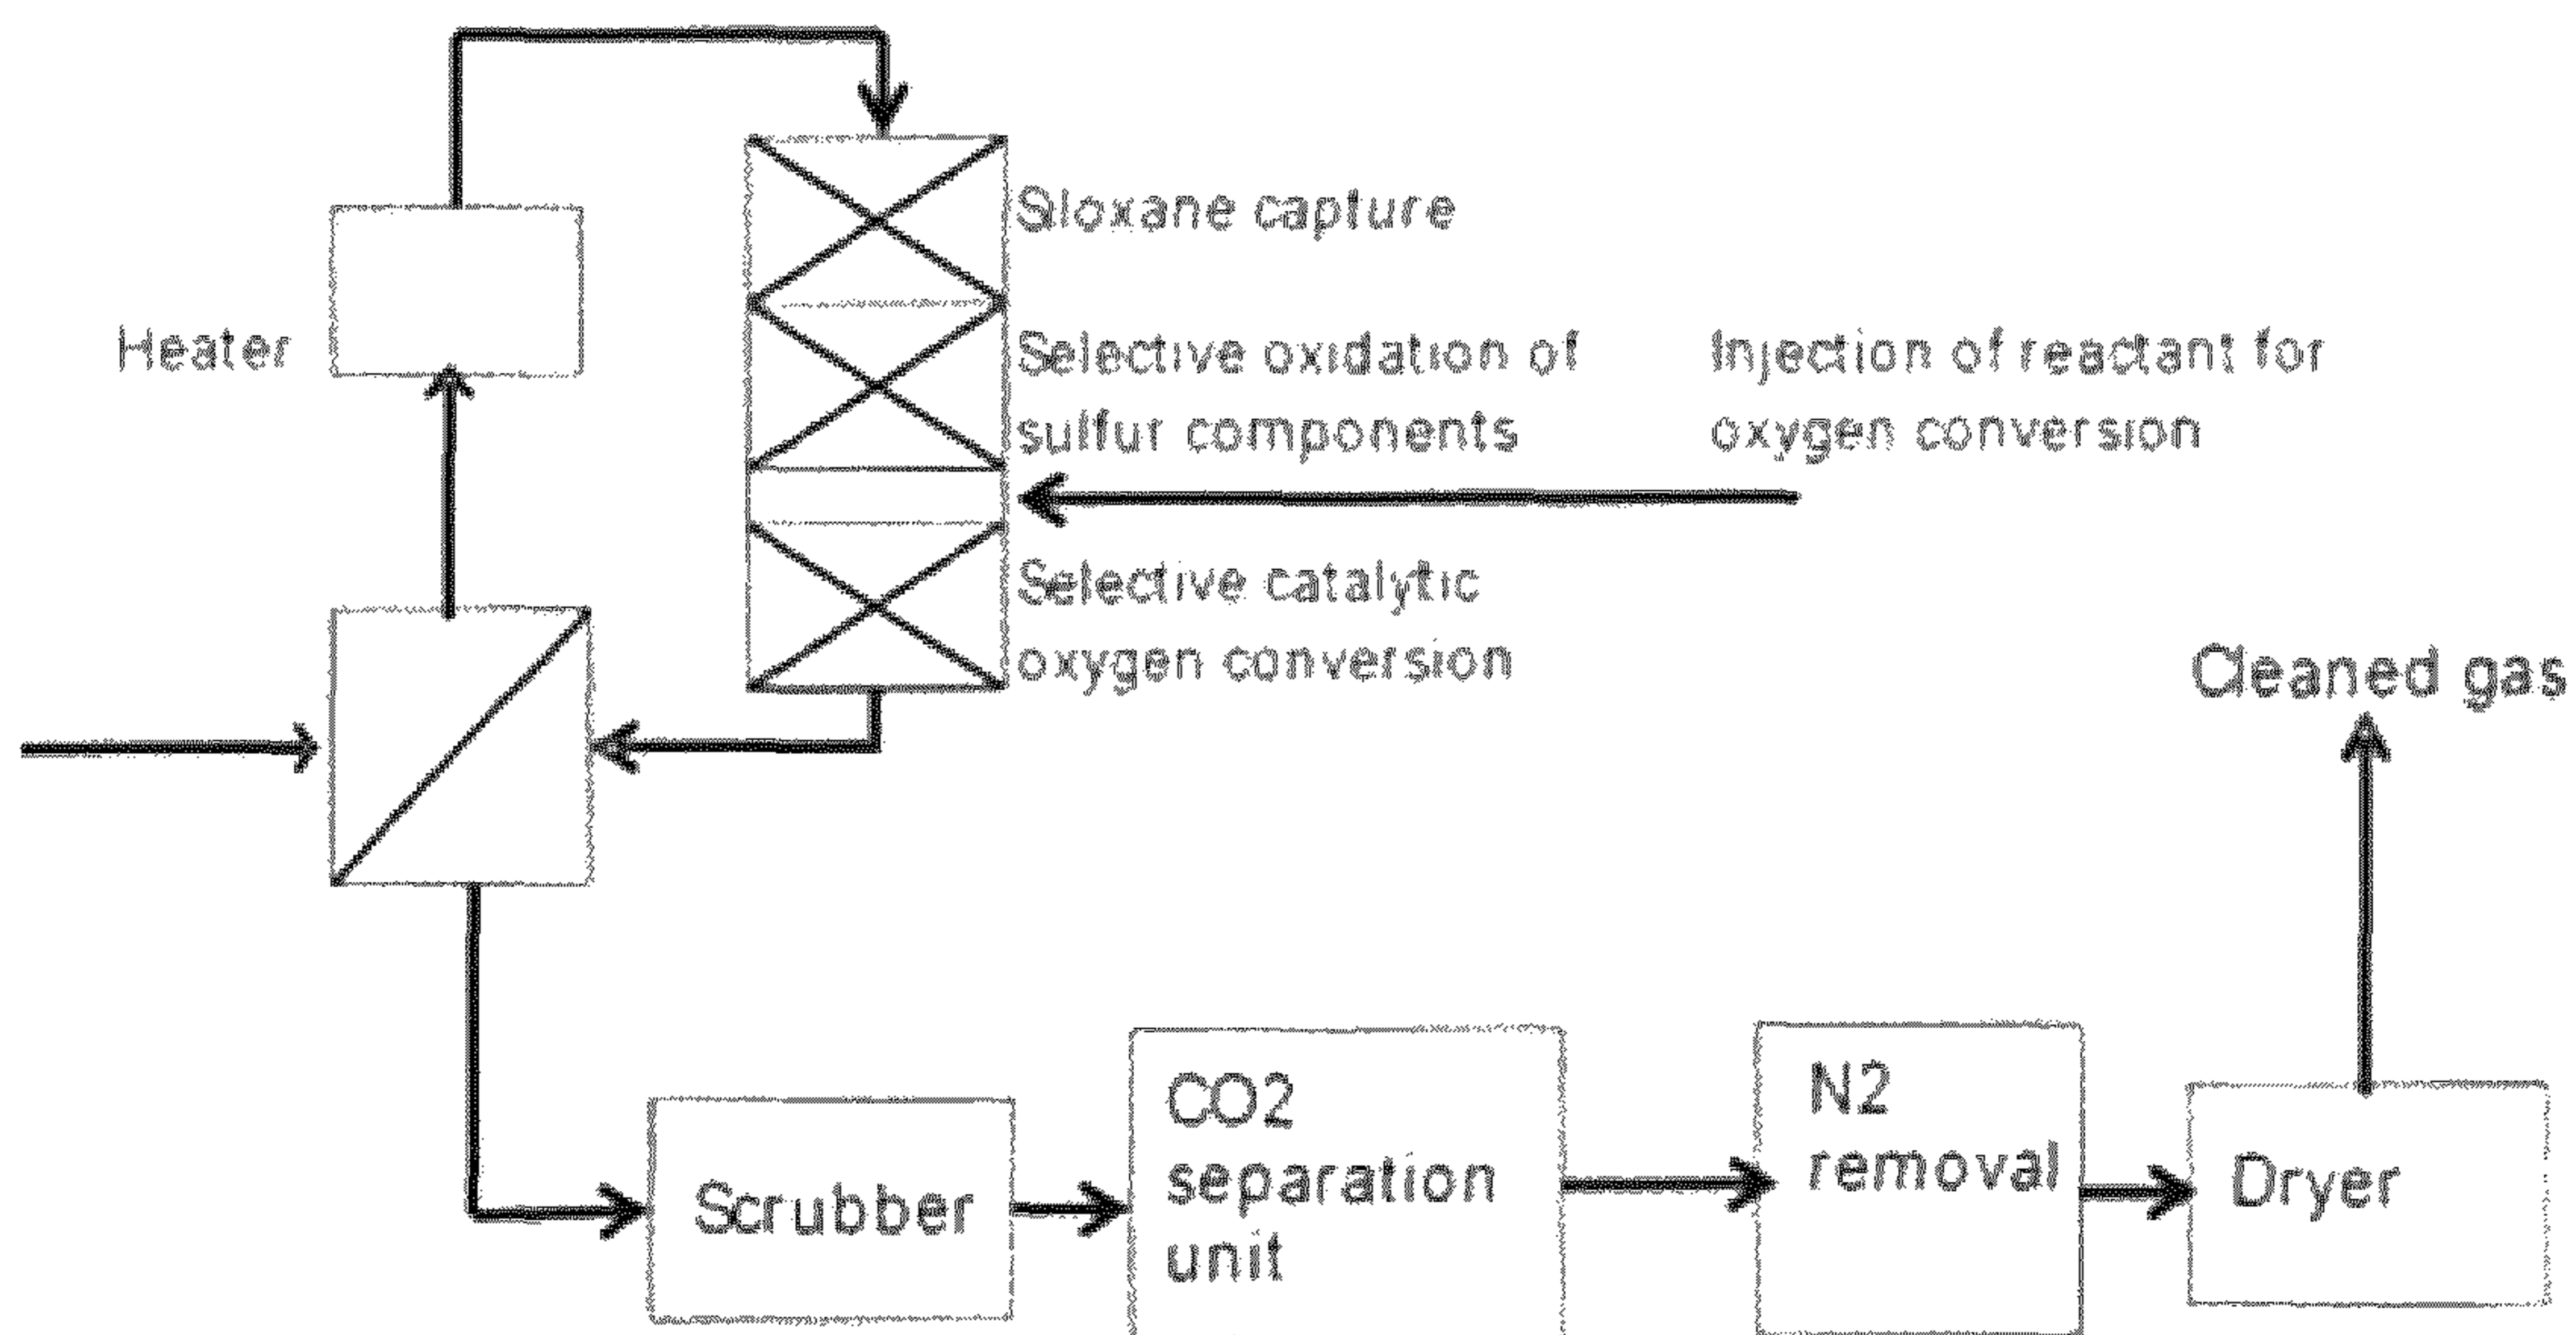 Siloxane capture
Heater
Selective oxidation of
sulfur components
Injection of reactant for
oxygen conversion
Selective catalytic
oxygen conversion
Cleaned gas
Scrubber
CO2
separation
unit
N2
removal
Dryer